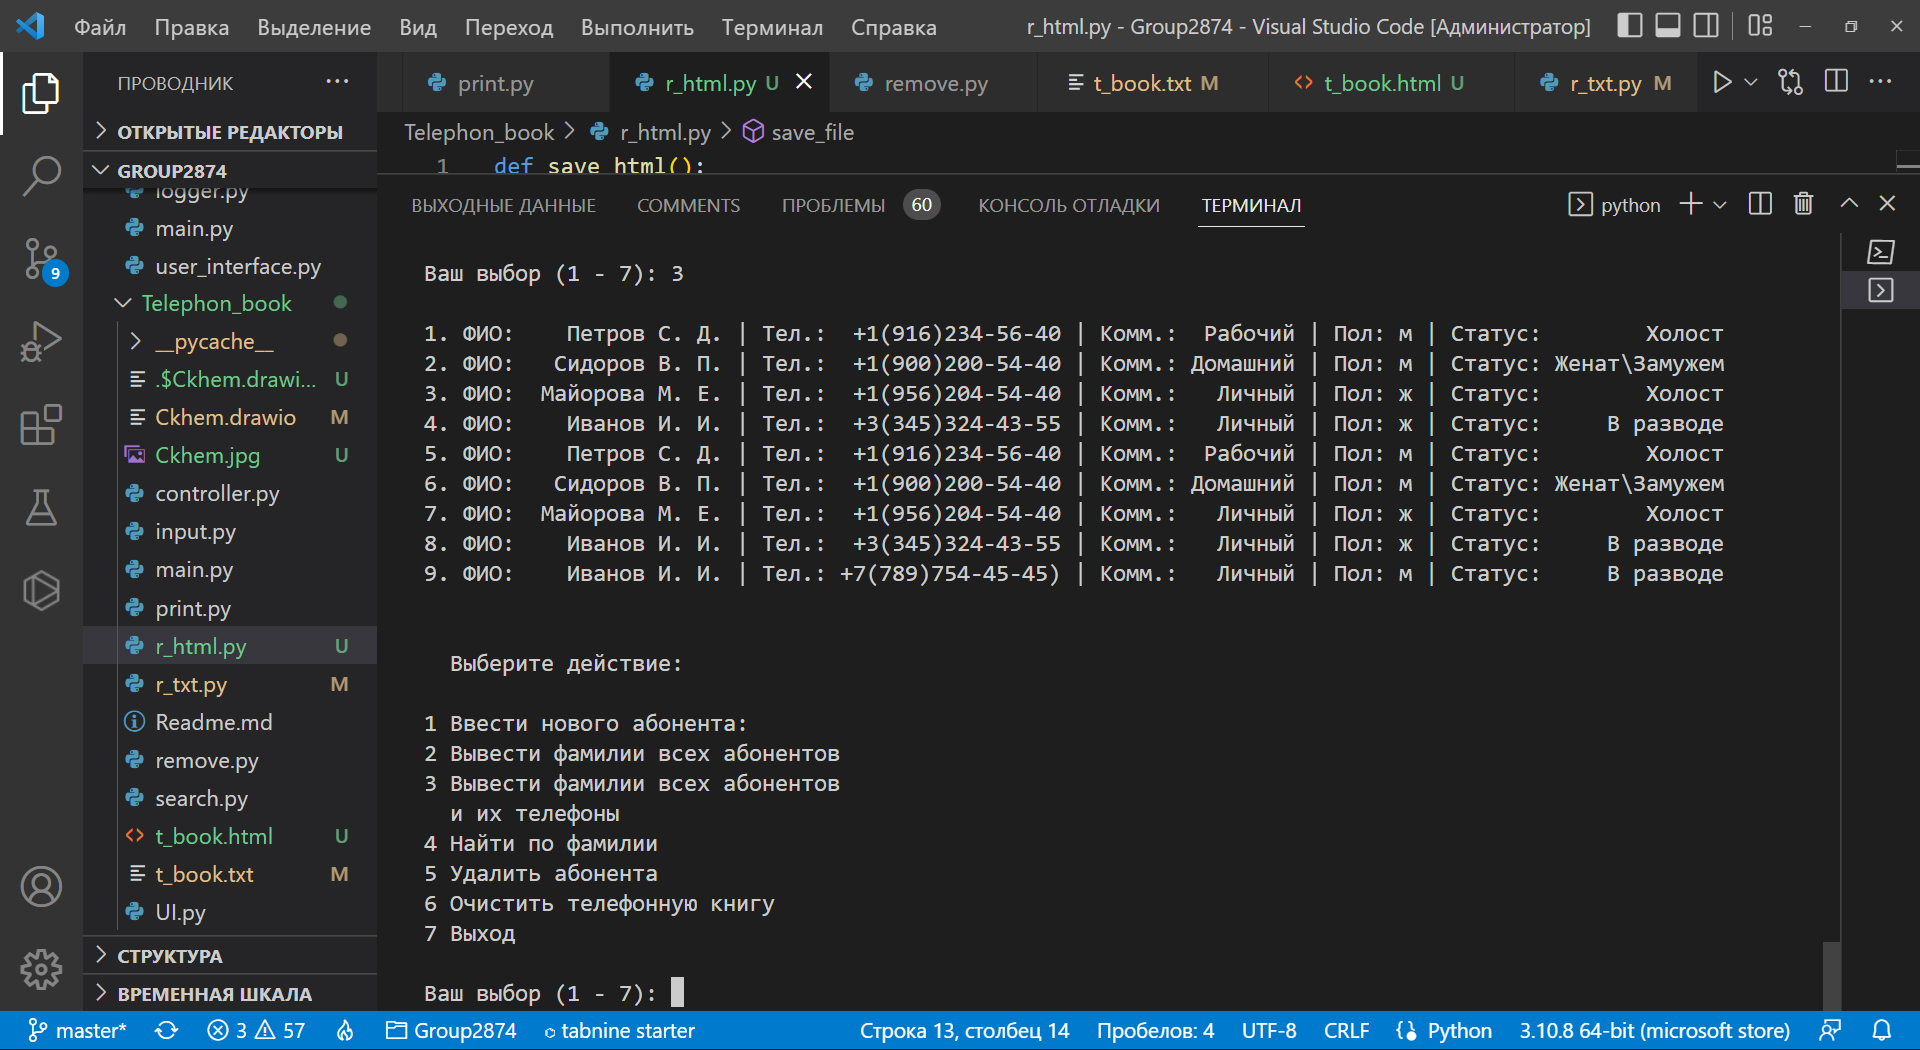 Файл Правка Выделение Вид Переход Выполнить Терминал Справка
r_html.py - Group2874 - Visual Studio Code [Администратор]
ПРОВОДНИК
ОТКРЫТЫЕ РЕДАКТОРЫ
GROUP2874
logger.py
main.py
user_interface.py
Telephon_book
__pycache__
.$Ckhem.drawi... U
Ckhem.drawio M
Ckhem.jpg U
controller.py
input.py
main.py
print.py
r_html.py U
r_txt.py M
Readme.md
remove.py
search.py
t_book.html U
t_book.txt M
UI.py
СТРУКТУРА
ВРЕМЕННАЯ ШКАЛА
9
print.py r_html.py U remove.py t_book.txt M t_book.html U r_txt.py M
Telephon_book > r_html.py > save_file
1 def save_html():
ВЫХОДНЫЕ ДАННЫЕ COMMENTS ПРОБЛЕМЫ 60 КОНСОЛЬ ОТЛАДКИ ТЕРМИНАЛ python
Ваш выбор (1 - 7): 3
1. ФИО: Петров С. Д. | Тел.: +1(916)234-56-40 | Комм.: Рабочий | Пол: м | Статус: Холост
2. ФИО: Сидоров В. П. | Тел.: +1(900)200-54-40 | Комм.: Домашний | Пол: м | Статус: Женат\Замужем
3. ФИО: Майорова М. Е. | Тел.: +1(956)204-54-40 | Комм.: Личный | Пол: ж | Статус: Холост
4. ФИО: Иванов И. И. | Тел.: +3(345)324-43-55 | Комм.: Личный | Пол: ж | Статус: В разводе
5. ФИО: Петров С. Д. | Тел.: +1(916)234-56-40 | Комм.: Рабочий | Пол: м | Статус: Холост
6. ФИО: Сидоров В. П. | Тел.: +1(900)200-54-40 | Комм.: Домашний | Пол: м | Статус: Женат\Замужем
7. ФИО: Майорова М. Е. | Тел.: +1(956)204-54-40 | Комм.: Личный | Пол: ж | Статус: Холост
8. ФИО: Иванов И. И. | Тел.: +3(345)324-43-55 | Комм.: Личный | Пол: ж | Статус: В разводе
9. ФИО: Иванов И. И. | Тел.: +7(789)754-45-45) | Комм.: Личный | Пол: м | Статус: В разводе
Выберите действие:
1 Ввести нового абонента:
2 Вывести фамилии всех абонентов
3 Вывести фамилии всех абонентов
и их телефоны
4 Найти по фамилии
5 Удалить абонента
6 Очистить телефонную книгу
7 Выход
Ваш выбор (1 - 7):
master* 3 57 Group2874 tabnine starter Строка 13, столбец 14 Пробелов: 4 UTF-8 CRLF Python 3.10.8 64-bit (microsoft store)